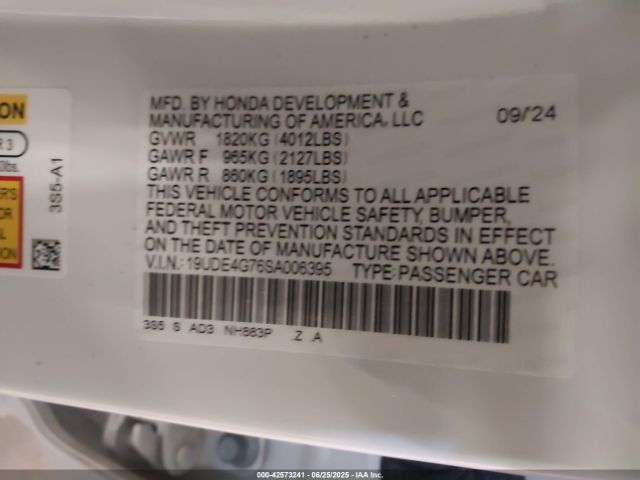 MFD. BY HONDA DEVELOPMENT &
MANUFACTURING OF AMERICA, LLC 09/24
GVWR 1820KG (4012LBS)
GAWR F 965KG (2127LBS)
GAWR R 860KG (1895LBS)
THIS VEHICLE CONFORMS TO ALL APPLICABLE
FEDERAL MOTOR VEHICLE SAFETY, BUMPER,
AND THEFT PREVENTION STANDARDS IN EFFECT
ON THE DATE OF MANUFACTURE SHOWN ABOVE.
V.I.N.: 19UDE4G76SA006395 TYPE: PASSENGER CAR
3S5 S AD3 NH883P .Z .A
3S5-A1
000-42573241 - 06/25/2025 - IAAI.COM